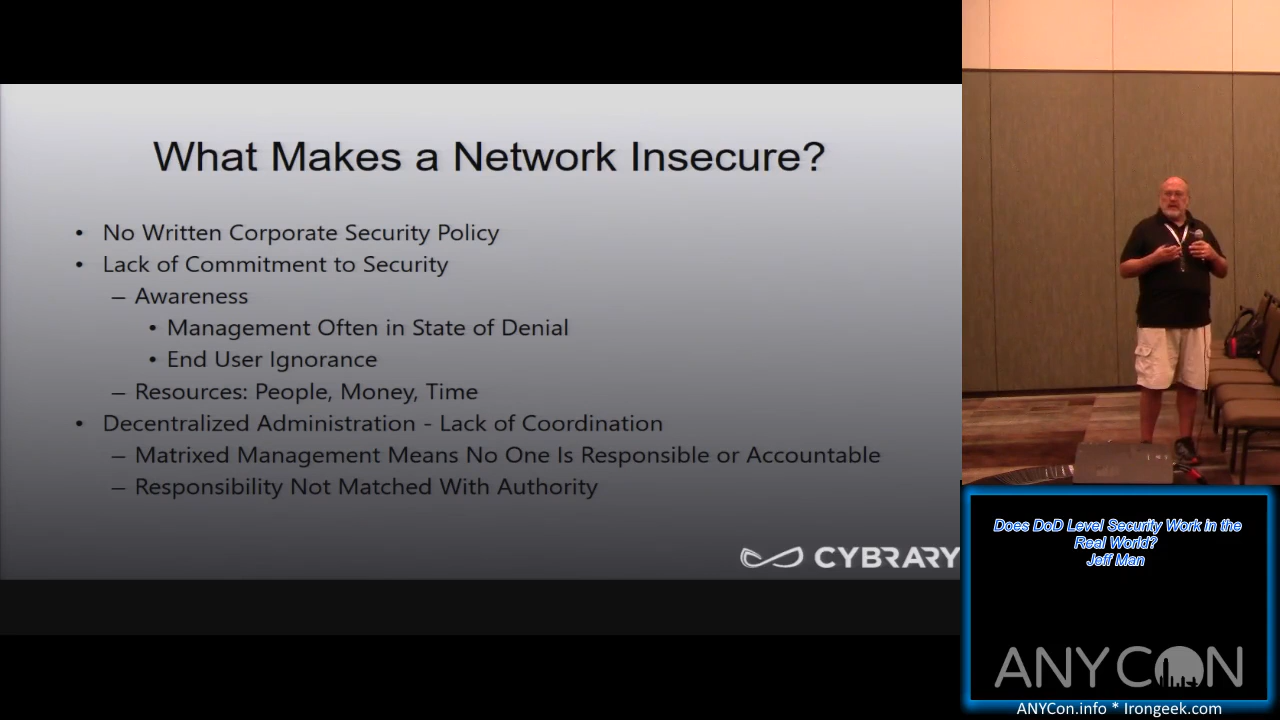 What Makes a Network Insecure?
• No Written Corporate Security Policy
• Lack of Commitment to Security
– Awareness
• Management Often in State of Denial
• End User Ignorance
– Resources: People, Money, Time
• Decentralized Administration - Lack of Coordination
– Matrixed Management Means No One Is Responsible or Accountable
– Responsibility Not Matched With Authority
CYBRARY
Does DoD Level Security Work in the
Real World?
Jeff Man
ANYCON
ANYCon.info * Irongeek.com